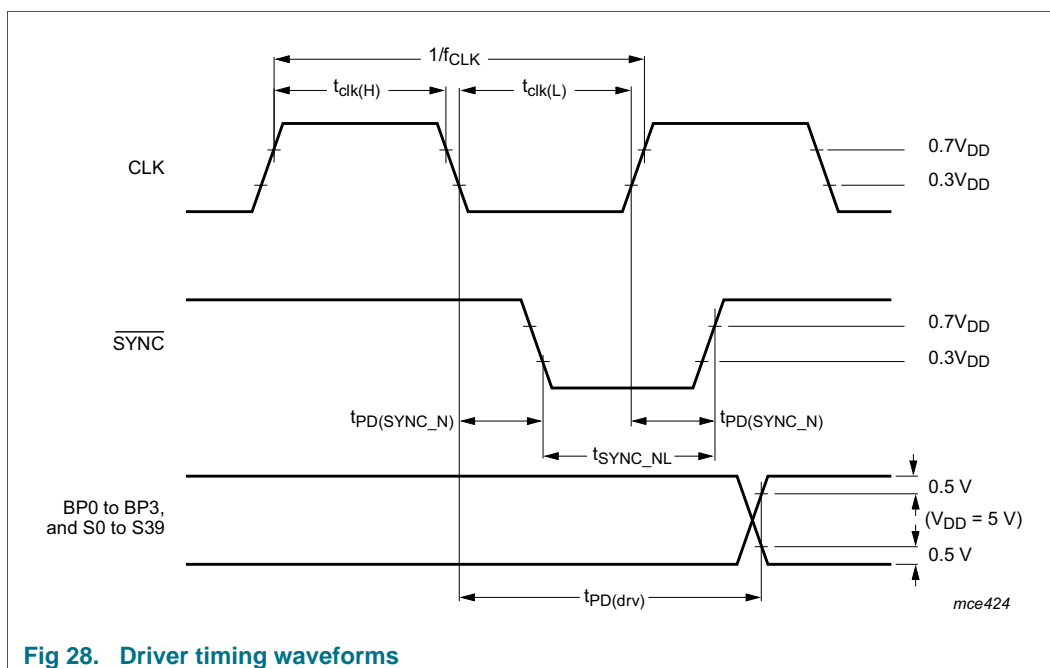 1/fCLK
tclk(H)
tclk(L)
CLK
0.7VDD
0.3VDD
SYNC
0.7VDD
0.3VDD
tPD(SYNC_N)
tPD(SYNC_N)
tSYNC_NL
BP0 to BP3,
and S0 to S39
0.5 V
(VDD = 5 V)
0.5 V
tPD(drv)
mce424
Fig 28. Driver timing waveforms